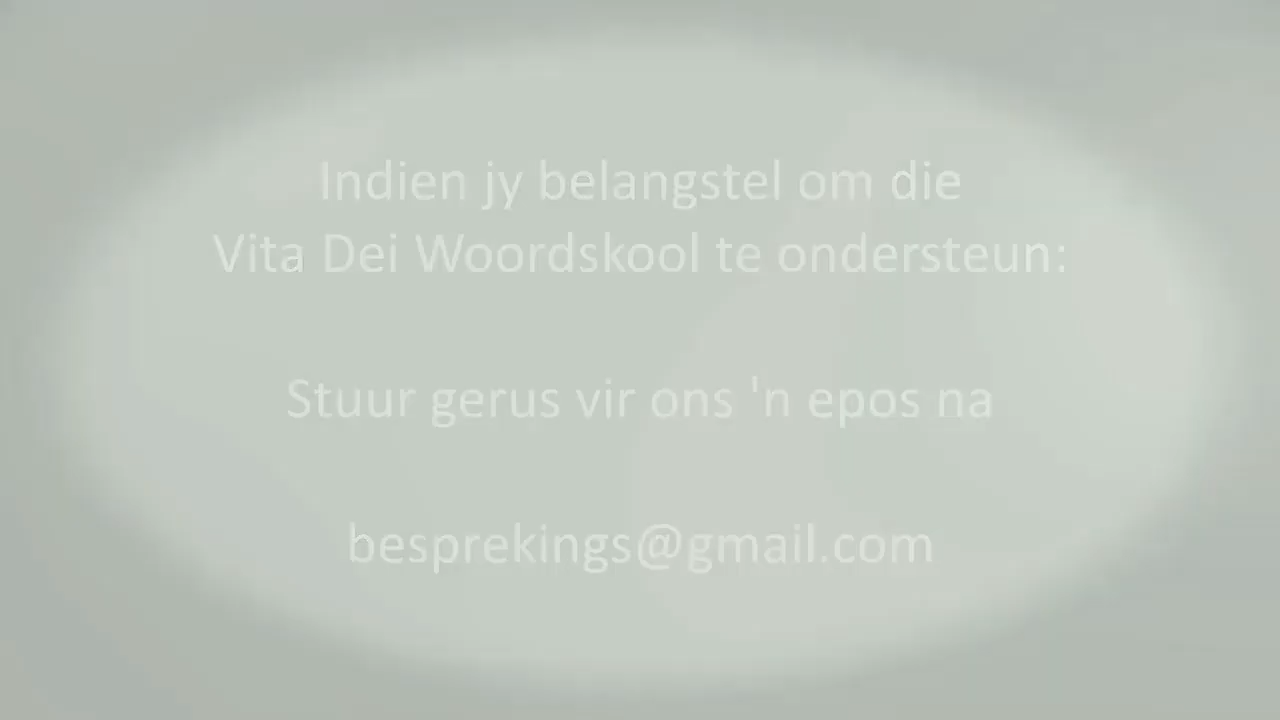 Indien jy belangstel om die
Vita Dei Woordskool te ondersteun:
Stuur gerus vir ons 'n epos na
besprekings@gmail.com